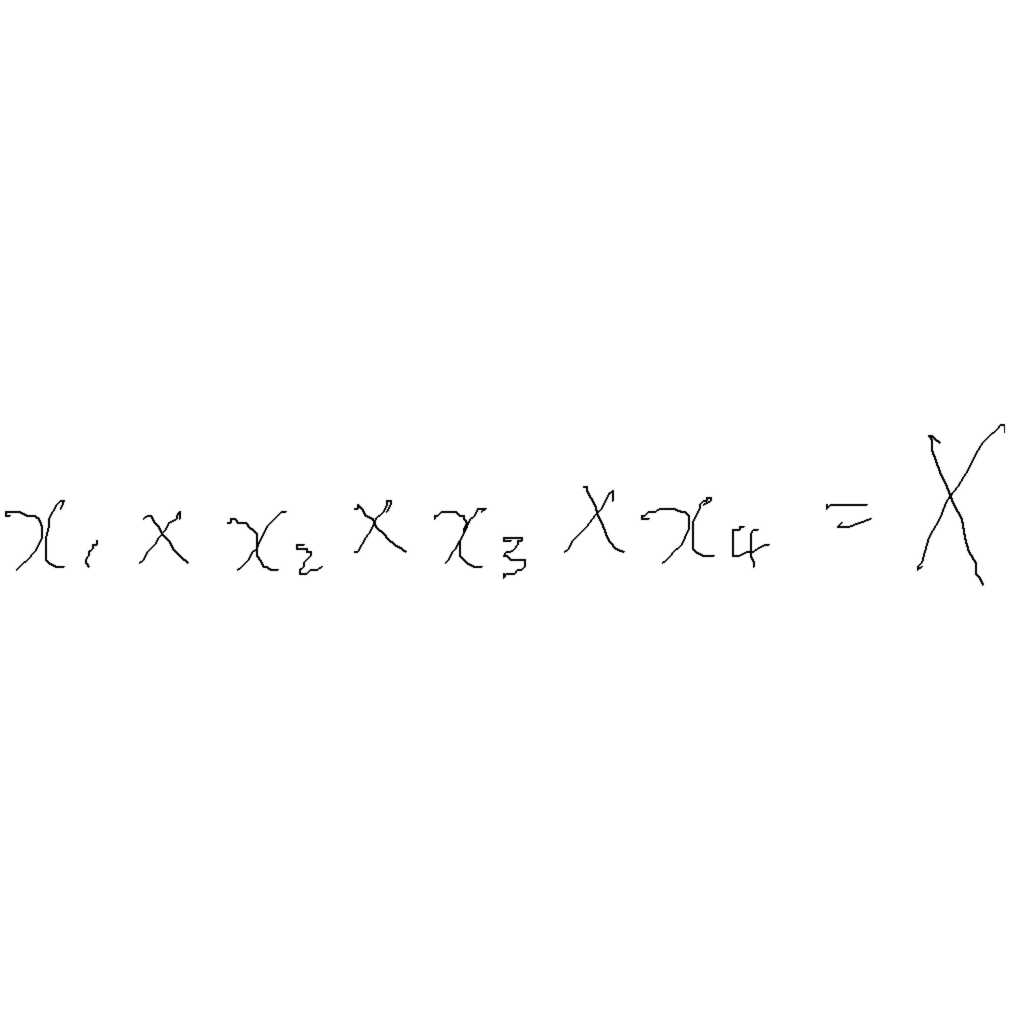 x₁ × x₂ × x₃ × x₄ = X